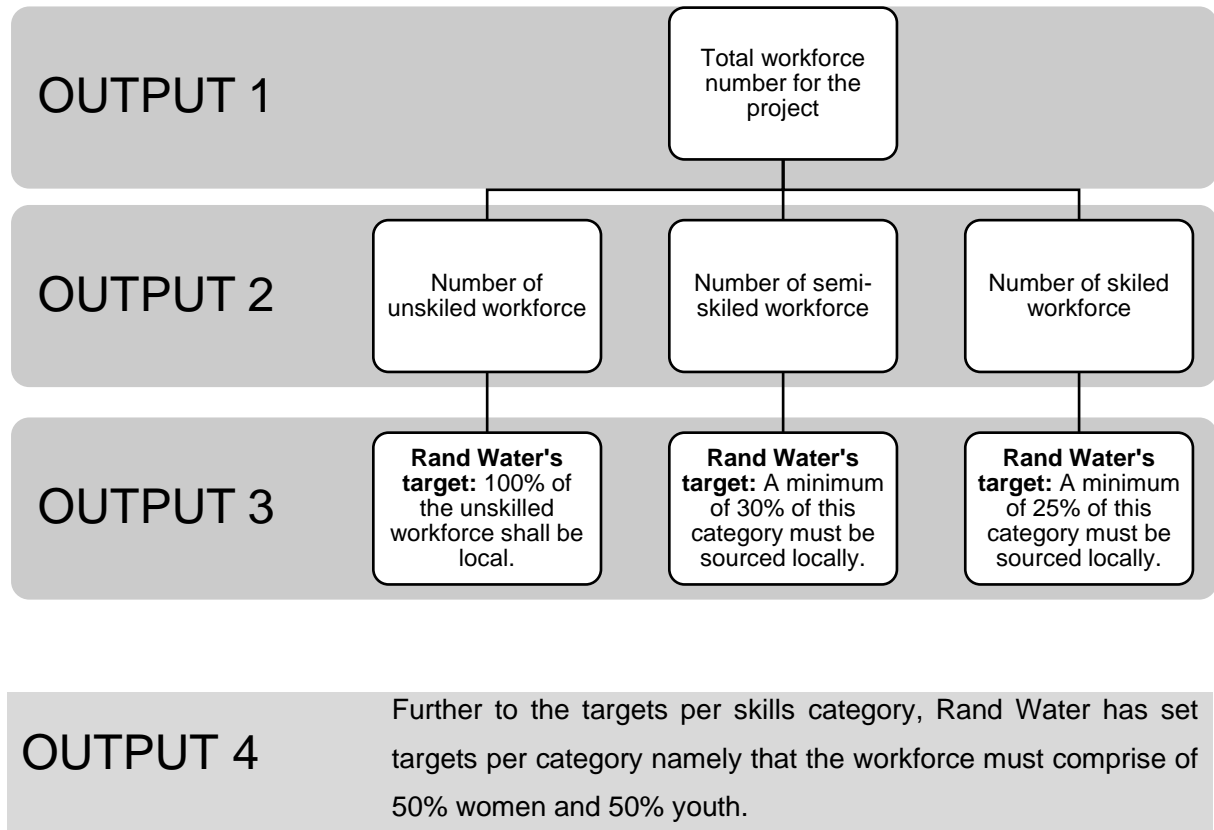 OUTPUT 1
Total workforce
number for the
project
OUTPUT 2
Number of
unskiled workforce
Number of semi-
skiled workforce
Number of skiled
workforce
OUTPUT 3
Rand Water's
target: 100% of
the unskilled
workforce shall be
local.
Rand Water's
target: A minimum
of 30% of this
category must be
sourced locally.
Rand Water's
target: A minimum
of 25% of this
category must be
sourced locally.
OUTPUT 4
Further to the targets per skills category, Rand Water has set
targets per category namely that the workforce must comprise of
50% women and 50% youth.